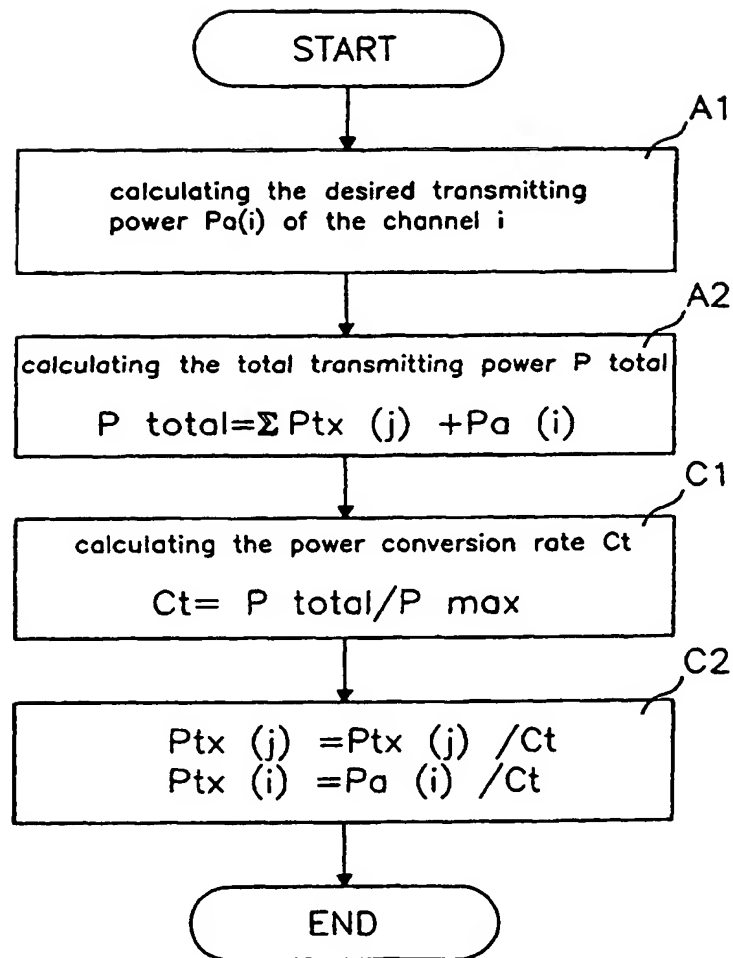 START
A1
calculating the desired transmitting
power Pa(i) of the channel i
A2
calculating the total transmitting power P total
P total=Σ Ptx (j) +Pa (i)
C1
calculating the power conversion rate Ct
Ct= P total/P max
C2
Ptx (j) =Ptx (j) /Ct
Ptx (i) =Pa (i) /Ct
END